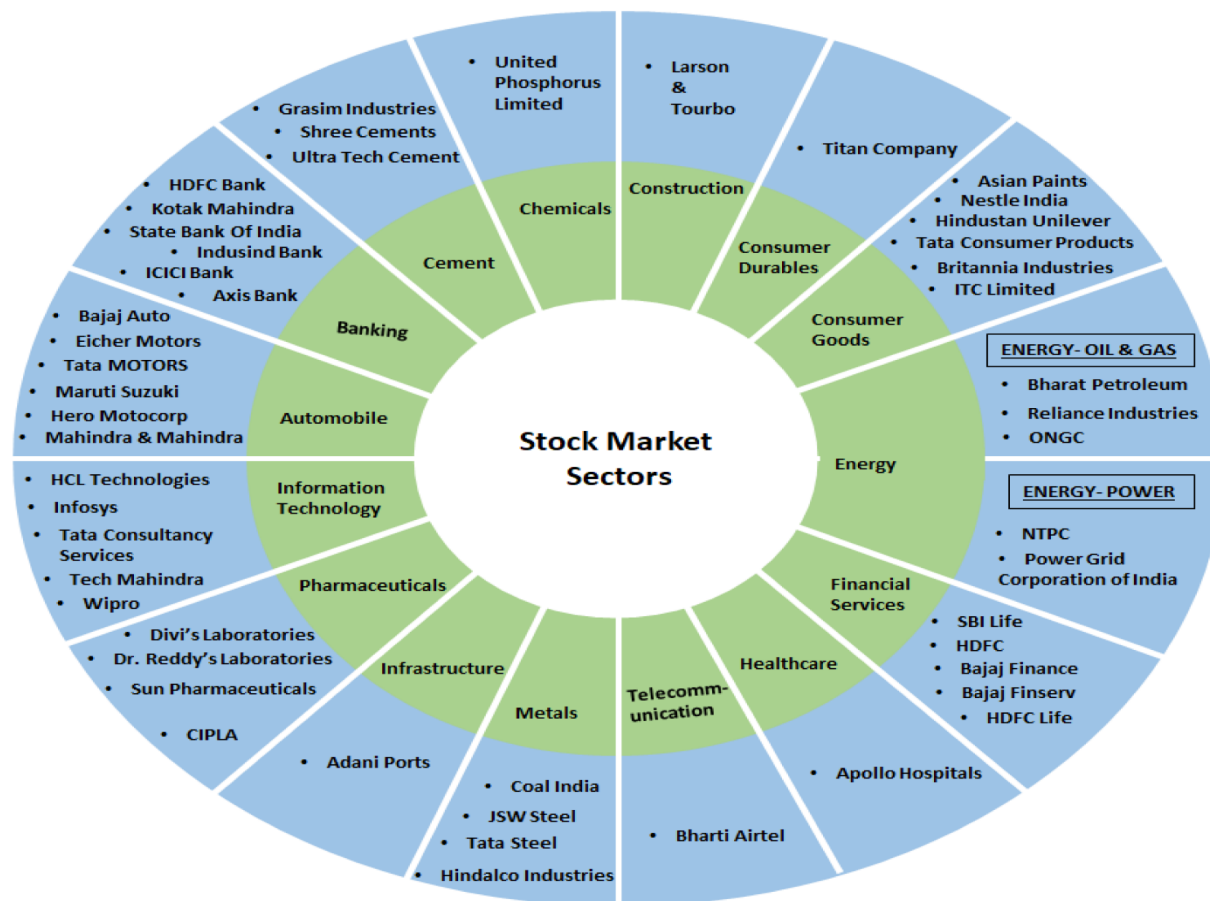 Stock Market
Sectors
Construction
• Larson
&
Tourbo
Consumer
Durables
• Titan Company
Consumer
Goods
• Asian Paints
• Nestle India
• Hindustan Unilever
• Tata Consumer Products
• Britannia Industries
• ITC Limited
Energy
ENERGY- OIL & GAS
• Bharat Petroleum
• Reliance Industries
• ONGC
ENERGY- POWER
• NTPC
• Power Grid
Corporation of India
Financial
Services
• SBI Life
• HDFC
• Bajaj Finance
• Bajaj Finserv
• HDFC Life
Healthcare
• Apollo Hospitals
Telecomm-
unication
• Bharti Airtel
Metals
• Coal India
• JSW Steel
• Tata Steel
• Hindalco Industries
Infrastructure
• Adani Ports
Pharmaceuticals
• Divi's Laboratories
• Dr. Reddy's Laboratories
• Sun Pharmaceuticals
• CIPLA
Information
Technology
• HCL Technologies
• Infosys
• Tata Consultancy
Services
• Tech Mahindra
• Wipro
Automobile
• Bajaj Auto
• Eicher Motors
• Tata MOTORS
• Maruti Suzuki
• Hero Motocorp
• Mahindra & Mahindra
Banking
• HDFC Bank
• Kotak Mahindra
• State Bank Of India
• Indusind Bank
• ICICI Bank
• Axis Bank
Cement
• Grasim Industries
• Shree Cements
• Ultra Tech Cement
Chemicals
• United
Phosphorus
Limited